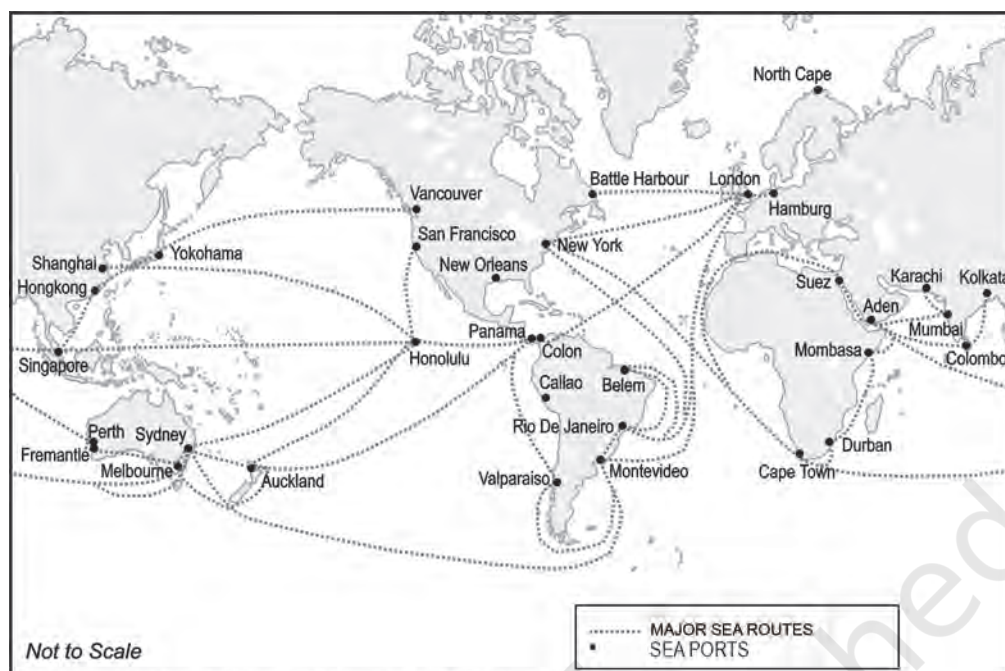 North Cape
Battle Harbour
London
Hamburg
Vancouver
San Francisco
New York
Yokohama
Shanghai
New Orleans
Suez
Karachi
Kolkata
Hongkong
Aden
Mumbai
Panama
Colon
Honolulu
Mombasa
Colombo
Singapore
Callao
Belem
Rio De Janeiro
Perth
Sydney
Durban
Fremantle
Melbourne
Auckland
Valparaiso
Montevideo
Cape Town
MAJOR SEA ROUTES
SEA PORTS
Not to Scale
hed